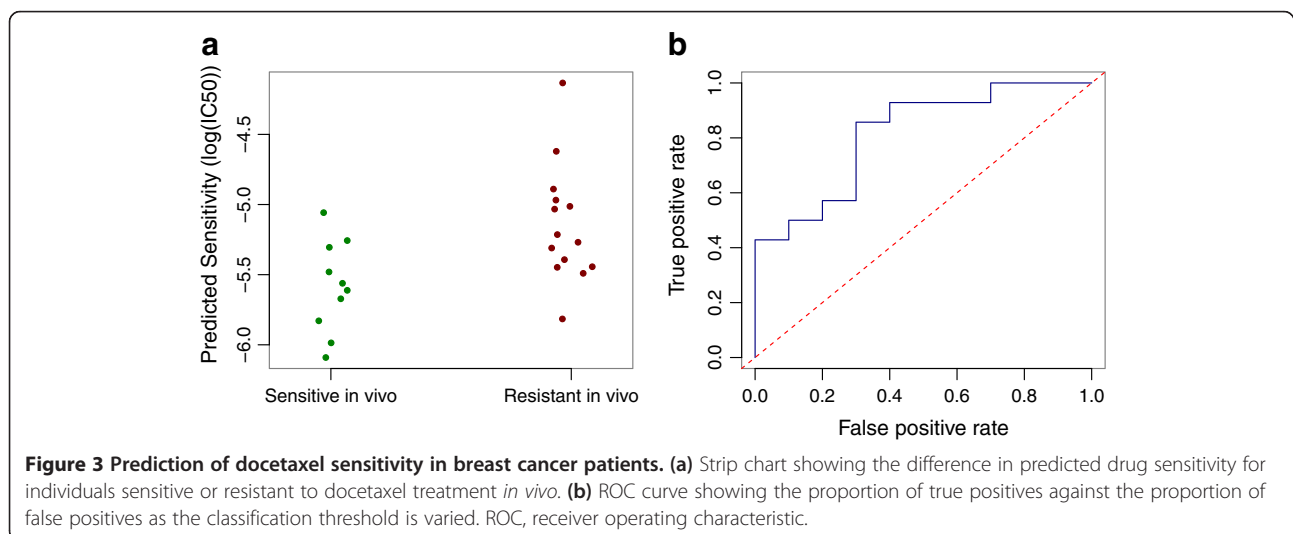 a
b
Predicted Sensitivity (log(IC50))
−4.5
−5.0
−5.5
−6.0
Sensitive in vivo
Resistant in vivo
True positive rate
1.0
0.8
0.6
0.4
0.2
0.0
0.0 0.2 0.4 0.6 0.8 1.0
False positive rate
Figure 3 Prediction of docetaxel sensitivity in breast cancer patients. (a) Strip chart showing the difference in predicted drug sensitivity for
individuals sensitive or resistant to docetaxel treatment in vivo. (b) ROC curve showing the proportion of true positives against the proportion of
false positives as the classification threshold is varied. ROC, receiver operating characteristic.